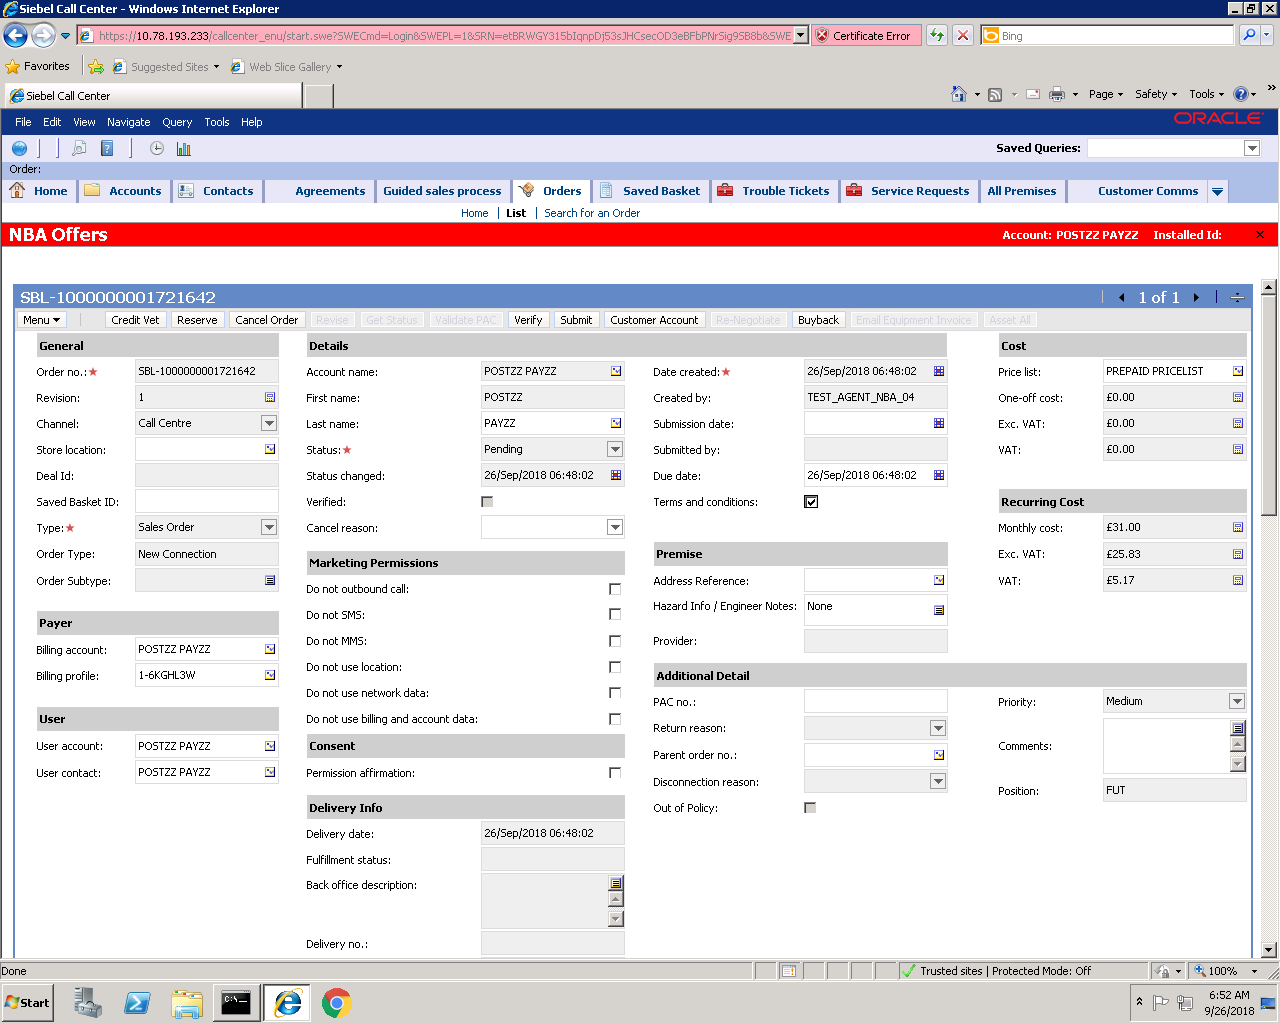 Siebel Call Center - Windows Internet Explorer
https://10.78.193.233/callcenter_enu/start.swe?SWECmd=Login&SWEPL=1&SRN=etBRWGY315bIqnpDj53sJHCsecOD3eBFbPNrSig9SB8b&SWE
Certificate Error
Bing
Favorites
Suggested Sites
Web Slice Gallery
Siebel Call Center
Page
Safety
Tools
»
File Edit View Navigate Query Tools Help
ORACLE
Saved Queries:
Order:
Home
Accounts
Contacts
Agreements
Guided sales process
Orders
Saved Basket
Trouble Tickets
Service Requests
All Premises
Customer Comms
Home | List | Search for an Order
NBA Offers
Account: POSTZZ PAYZZ Installed Id:
SBL-1000000001721642
1 of 1
Menu
Credit Vet
Reserve
Cancel Order
Revise
Get Status
Validate PAC
Verify
Submit
Customer Account
Re-Negotiate
Buyback
Email Equipment Invoice
Asset All
General
Order no.:★ SBL-1000000001721642
Revision: 1
Channel: Call Centre
Store location:
Deal Id:
Saved Basket ID:
Type:★ Sales Order
Order Type: New Connection
Order Subtype:
Payer
Billing account: POSTZZ PAYZZ
Billing profile: 1-6KGHL3W
User
User account: POSTZZ PAYZZ
User contact: POSTZZ PAYZZ
Details
Account name: POSTZZ PAYZZ
First name: POSTZZ
Last name: PAYZZ
Status:★ Pending
Status changed: 26/Sep/2018 06:48:02
Verified:
Cancel reason:
Marketing Permissions
Do not outbound call:
Do not SMS:
Do not MMS:
Do not use location:
Do not use network data:
Do not use billing and account data:
Consent
Permission affirmation:
Delivery Info
Delivery date: 26/Sep/2018 06:48:02
Fulfillment status:
Back office description:
Delivery no.:
Date created:★ 26/Sep/2018 06:48:02
Created by: TEST_AGENT_NBA_04
Submission date:
Submitted by:
Due date: 26/Sep/2018 06:48:02
Terms and conditions:
Premise
Address Reference:
Hazard Info / Engineer Notes: None
Provider:
Additional Detail
PAC no.:
Return reason:
Parent order no.:
Disconnection reason:
Out of Policy:
Priority: Medium
Comments:
Position: FUT
Cost
Price list: PREPAID PRICELIST
One-off cost: £0.00
Exc. VAT: £0.00
VAT: £0.00
Recurring Cost
Monthly cost: £31.00
Exc. VAT: £25.83
VAT: £5.17
Done
Trusted sites | Protected Mode: Off
100%
Start
6:52 AM
9/26/2018